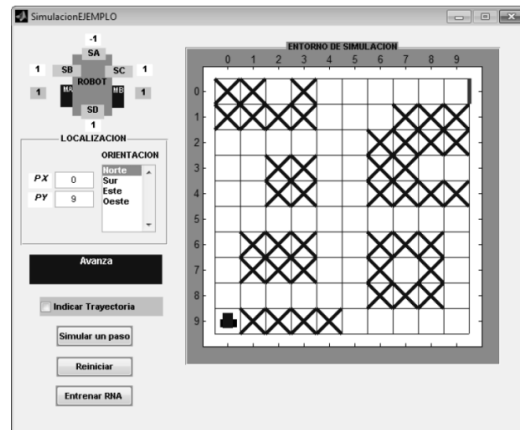 SimulacionEJEMPLO
-1
SA
1 SB SC 1
ROBOT
1 MA MB 1
SD
1
LOCALIZACION
ORIENTACION
PX 0
PY 9
Norte
Sur
Este
Oeste
Avanza
Indicar Trayectoria
Simular un paso
Reiniciar
Entrenar RNA
ENTORNO DE SIMULACION
0 1 2 3 4 5 6 7 8 9
0
1
2
3
4
5
6
7
8
9